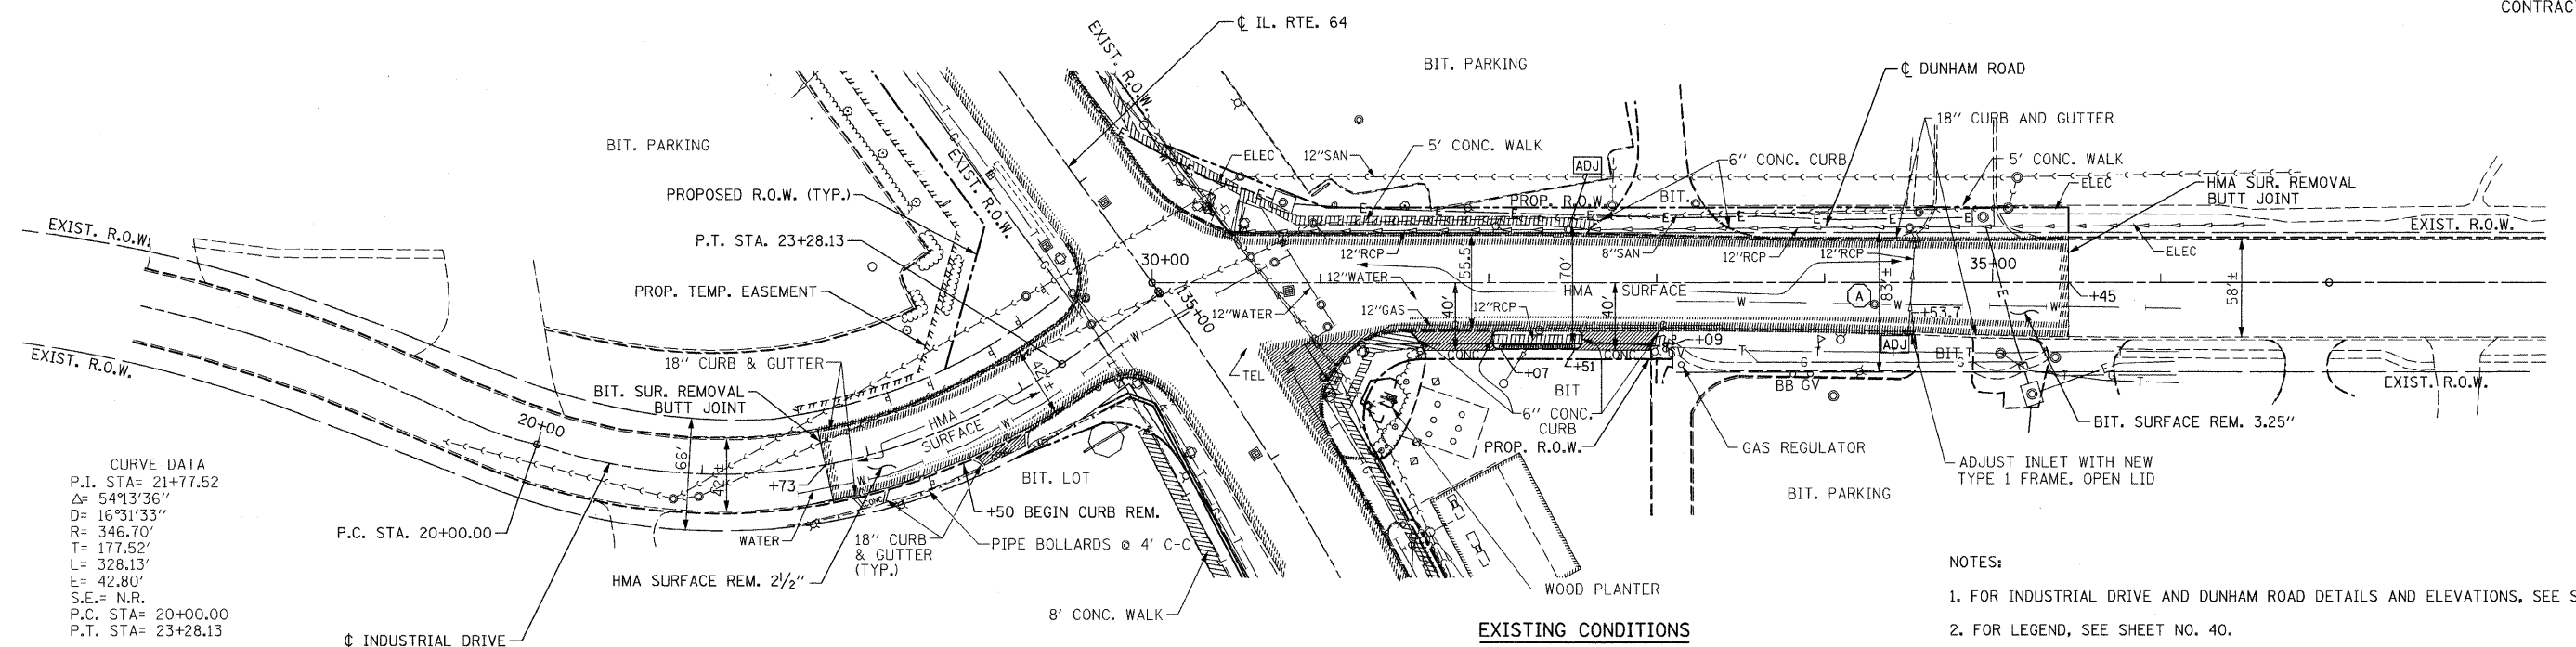 CONTRAC
℄ IL. RTE. 64
EXIST. R.O.W.
BIT. PARKING
℄ DUNHAM ROAD
BIT. PARKING
18" CURB AND GUTTER
5' CONC. WALK
6" CONC. CURB
5' CONC. WALK
ELEC
12"SAN
ADJ
ELEC
HMA SUR. REMOVAL
BUTT JOINT
PROPOSED R.O.W. (TYP.)
EXIST. R.O.W.
PROP. R.O.W.
BIT.
EXIST. R.O.W.
P.T. STA. 23+28.13
EXIST. R.O.W.
ELEC
12"RCP
8"SAN
12"RCP
12"RCP
30+00
35+00
12"WATER
55.5'
70'
83'±
58'±
PROP. TEMP. EASEMENT
135+00
HMA SURFACE
A
+45
12"WATER
12"GAS
40'
12"RCP
40'
+53.7
ADJ
EXIST. R.O.W.
18" CURB & GUTTER
42'±
TEL
CONC.
CONC.
+09
BIT.
+07
+51
BIT
BB GV
EXIST. R.O.W.
BIT. SUR. REMOVAL
BUTT JOINT
HMA
SURFACE
6" CONC.
CURB
PROP. R.O.W.
GAS REGULATOR
BIT. SURFACE REM. 3.25"
20+00
66'
42'±
+73
CONC
BIT. LOT
ADJUST INLET WITH NEW
TYPE 1 FRAME, OPEN LID
BIT. PARKING
CURVE DATA
P.I. STA= 21+77.52
Δ= 54°13'36"
D= 16°31'33"
R= 346.70'
T= 177.52'
L= 328.13'
E= 42.80'
S.E.= N.R.
P.C. STA= 20+00.00
P.T. STA= 23+28.13
P.C. STA. 20+00.00
WATER
18" CURB
& GUTTER
(TYP.)
+50 BEGIN CURB REM.
PIPE BOLLARDS @ 4' C-C
HMA SURFACE REM. 2½"
WOOD PLANTER
8' CONC. WALK
℄ INDUSTRIAL DRIVE
EXISTING CONDITIONS
NOTES:
1. FOR INDUSTRIAL DRIVE AND DUNHAM ROAD DETAILS AND ELEVATIONS, SEE S
2. FOR LEGEND, SEE SHEET NO. 40.